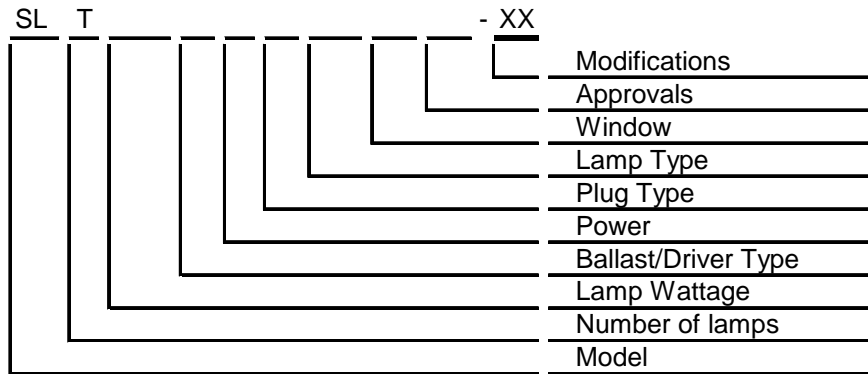 SL T - XX
Modifications
Approvals
Window
Lamp Type
Plug Type
Power
Ballast/Driver Type
Lamp Wattage
Number of lamps
Model